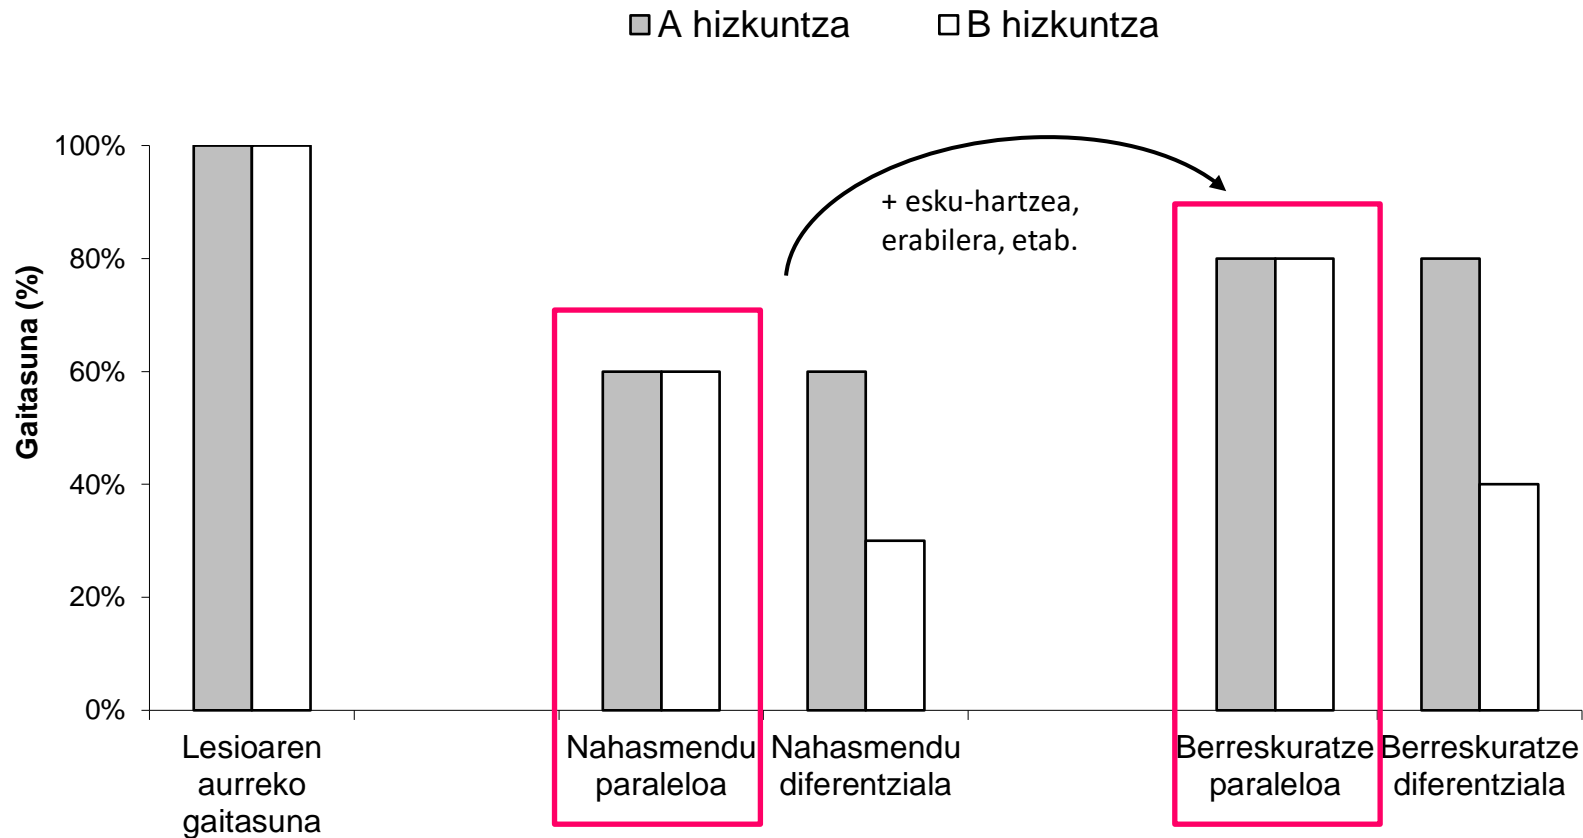 A hizkuntza
B hizkuntza
Gaitasuna (%)
100%
80%
60%
40%
20%
0%
+ esku-hartzea,
erabilera, etab.
Lesioaren
aurreko
gaitasuna
Nahasmendu
paraleloa
Nahasmendu
diferentziala
Berreskuratze
paraleloa
Berreskuratze
diferentziala